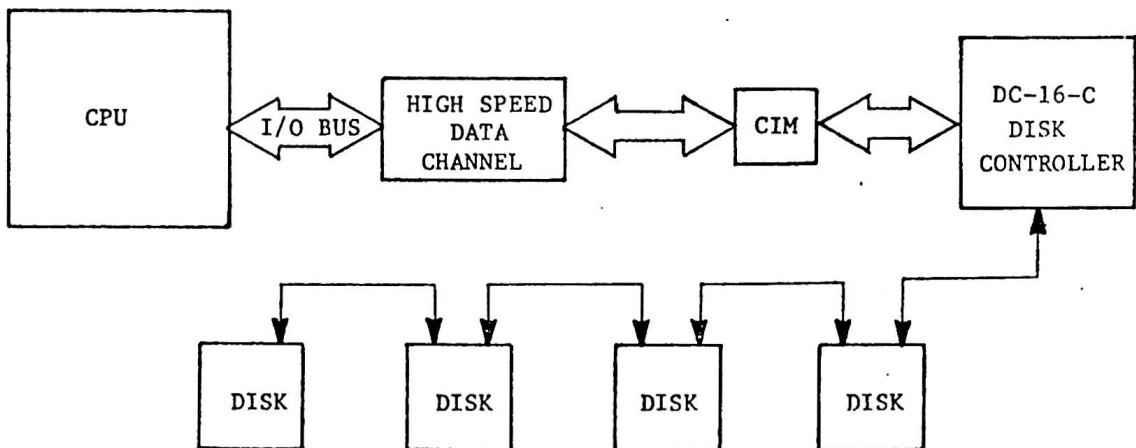 CPU
I/O BUS
HIGH SPEED
DATA
CHANNEL
CIM
DC-16-C
DISK
CONTROLLER
DISK
DISK
DISK
DISK